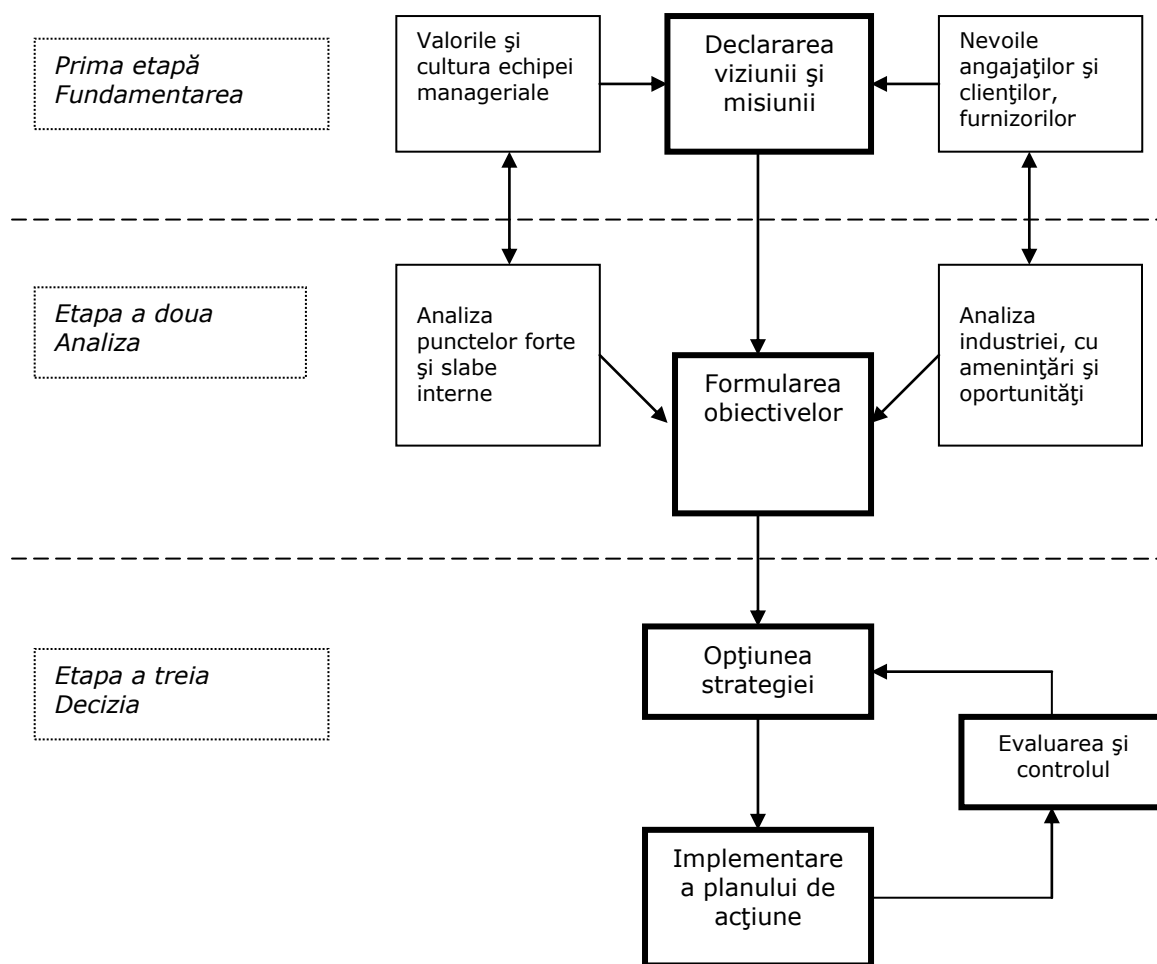 Prima etapă
Fundamentarea
Valorile şi
cultura echipei
manageriale
Declararea
viziunii şi
misiunii
Nevoile
angajaţilor şi
clienţilor,
furnizorilor
Etapa a doua
Analiza
Analiza
punctelor forte
şi slabe
interne
Formularea
obiectivelor
Analiza
industriei, cu
ameninţări şi
oportunităţi
Etapa a treia
Decizia
Opţiunea
strategiei
Evaluarea şi
controlul
Implementare
a planului de
acţiune